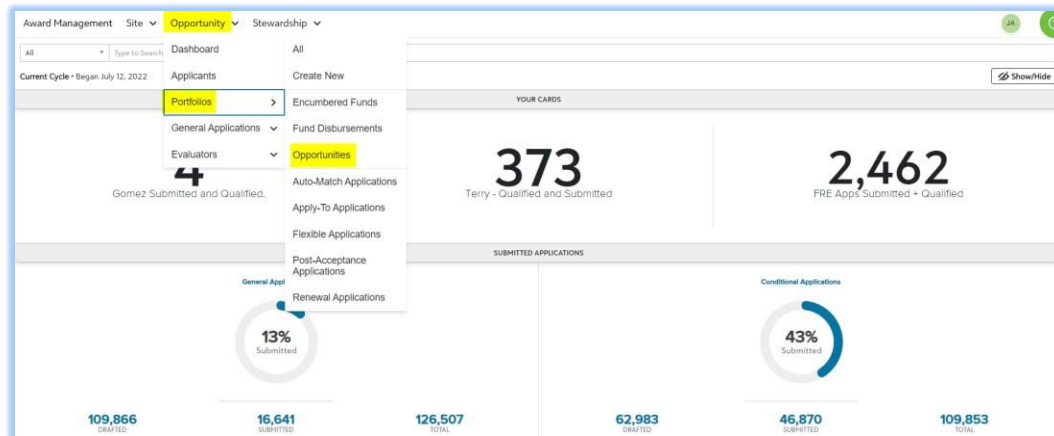 Award Management Site Opportunity Stewardship JA
All Type to Search
Current Cycle • Began July 12, 2022 Show/Hide
Dashboard
Applicants
Portfolios
General Applications
Evaluators
All
Create New
Encumbered Funds
Fund Disbursements
Opportunities
Auto-Match Applications
Apply-To Applications
Flexible Applications
Post-Acceptance
Applications
Renewal Applications
YOUR CARDS
4 373 2,462
Gomez Submitted and Qualified. Terry - Qualified and Submitted FRE Apps Submitted + Qualified
SUBMITTED APPLICATIONS
General Appl Conditional Applications
13% 43%
Submitted Submitted
109,866 16,641 126,507 62,983 46,870 109,853
DRAFTED SUBMITTED TOTAL DRAFTED SUBMITTED TOTAL